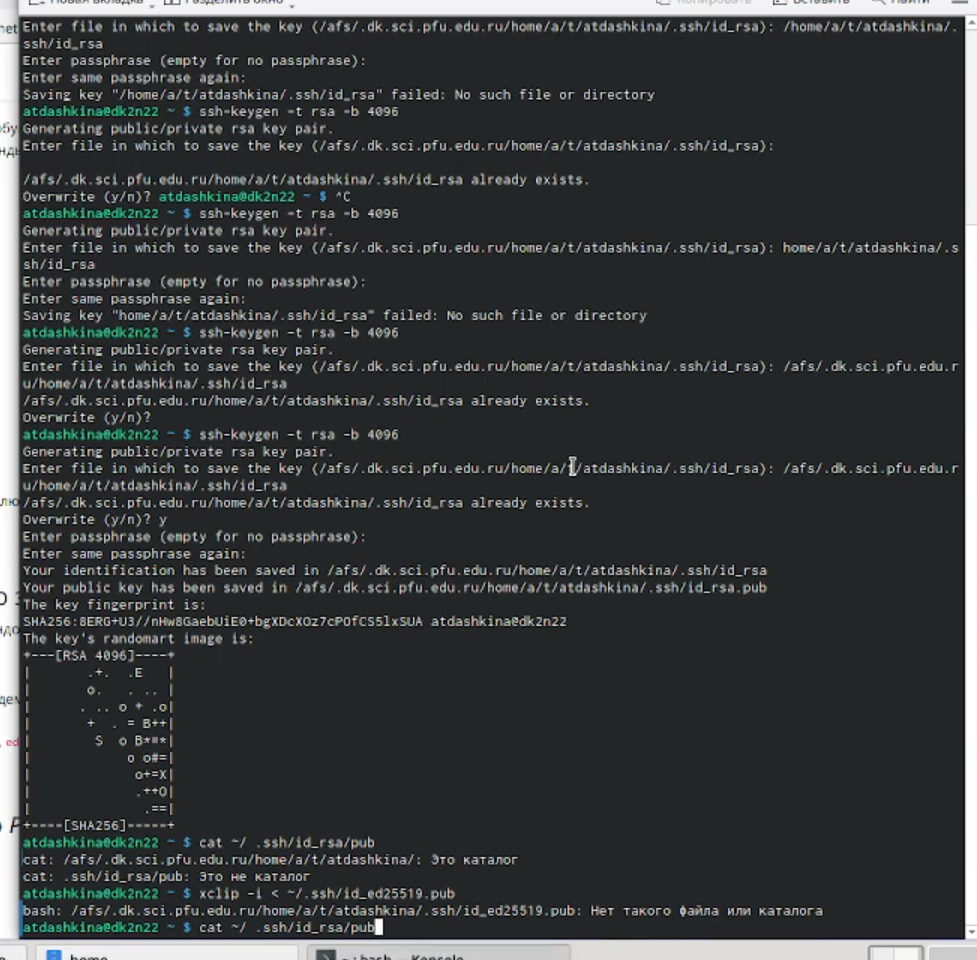 Новая вкладка Разделить окно Копировать Вставить Найти
Enter file in which to save the key (/afs/.dk.sci.pfu.edu.ru/home/a/t/atdashkina/.ssh/id_rsa): /home/a/t/atdashkina/.
ssh/id_rsa
Enter passphrase (empty for no passphrase):
Enter same passphrase again:
Saving key "/home/a/t/atdashkina/.ssh/id_rsa" failed: No such file or directory
atdashkina@dk2n22 ~ $ ssh-keygen -t rsa -b 4096
Generating public/private rsa key pair.
Enter file in which to save the key (/afs/.dk.sci.pfu.edu.ru/home/a/t/atdashkina/.ssh/id_rsa):
/afs/.dk.sci.pfu.edu.ru/home/a/t/atdashkina/.ssh/id_rsa already exists.
Overwrite (y/n)? atdashkina@dk2n22 ~ $ ^C
atdashkina@dk2n22 ~ $ ssh-keygen -t rsa -b 4096
Generating public/private rsa key pair.
Enter file in which to save the key (/afs/.dk.sci.pfu.edu.ru/home/a/t/atdashkina/.ssh/id_rsa): home/a/t/atdashkina/.s
sh/id_rsa
Enter passphrase (empty for no passphrase):
Enter same passphrase again:
Saving key "home/a/t/atdashkina/.ssh/id_rsa" failed: No such file or directory
atdashkina@dk2n22 ~ $ ssh-keygen -t rsa -b 4096
Generating public/private rsa key pair.
Enter file in which to save the key (/afs/.dk.sci.pfu.edu.ru/home/a/t/atdashkina/.ssh/id_rsa): /afs/.dk.sci.pfu.edu.r
u/home/a/t/atdashkina/.ssh/id_rsa
/afs/.dk.sci.pfu.edu.ru/home/a/t/atdashkina/.ssh/id_rsa already exists.
Overwrite (y/n)?
atdashkina@dk2n22 ~ $ ssh-keygen -t rsa -b 4096
Generating public/private rsa key pair.
Enter file in which to save the key (/afs/.dk.sci.pfu.edu.ru/home/a/t/atdashkina/.ssh/id_rsa): /afs/.dk.sci.pfu.edu.r
u/home/a/t/atdashkina/.ssh/id_rsa
/afs/.dk.sci.pfu.edu.ru/home/a/t/atdashkina/.ssh/id_rsa already exists.
Overwrite (y/n)? y
Enter passphrase (empty for no passphrase):
Enter same passphrase again:
Your identification has been saved in /afs/.dk.sci.pfu.edu.ru/home/a/t/atdashkina/.ssh/id_rsa
Your public key has been saved in /afs/.dk.sci.pfu.edu.ru/home/a/t/atdashkina/.ssh/id_rsa.pub
The key fingerprint is:
SHA256:8ERG+U3//nHw8GaebUiE0+bgXDcXOz7cPOfCS5lxSUA atdashkina@dk2n22
The key's randomart image is:
+---[RSA 4096]----+
|       .+.  .E   |
|       o.   . .. |
|      . .. o + .o|
|       +  . = B++|
|        S  o B*=*|
|            o o#=|
|             o+=X|
|             .++O|
|              .==|
+----[SHA256]-----+
atdashkina@dk2n22 ~ $ cat ~/ .ssh/id_rsa/pub
cat: /afs/.dk.sci.pfu.edu.ru/home/a/t/atdashkina/: Это каталог
cat: .ssh/id_rsa/pub: Это не каталог
atdashkina@dk2n22 ~ $ xclip -i < ~/.ssh/id_ed25519.pub
bash: /afs/.dk.sci.pfu.edu.ru/home/a/t/atdashkina/.ssh/id_ed25519.pub: Нет такого файла или каталога
atdashkina@dk2n22 ~ $ cat ~/ .ssh/id_rsa/pub
home ~ : bash — Konsole